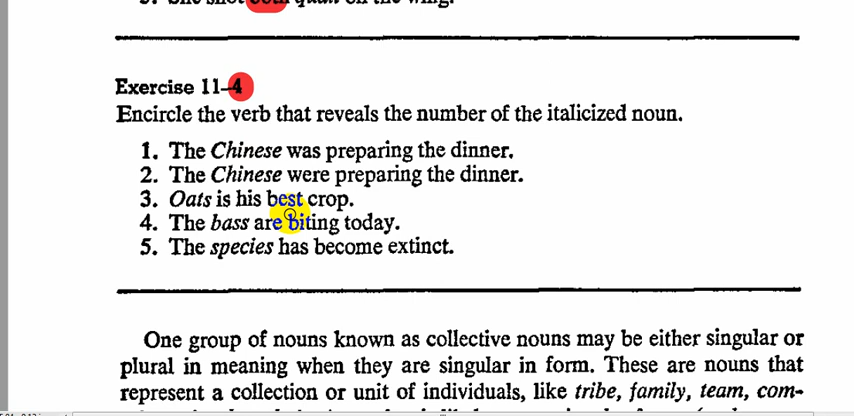 Exercise 11–4
Encircle the verb that reveals the number of the italicized noun.
1. The Chinese was preparing the dinner.
2. The Chinese were preparing the dinner.
3. Oats is his best crop.
4. The bass are biting today.
5. The species has become extinct.
One group of nouns known as collective nouns may be either singular or
plural in meaning when they are singular in form. These are nouns that
represent a collection or unit of individuals, like tribe, family, team, com-